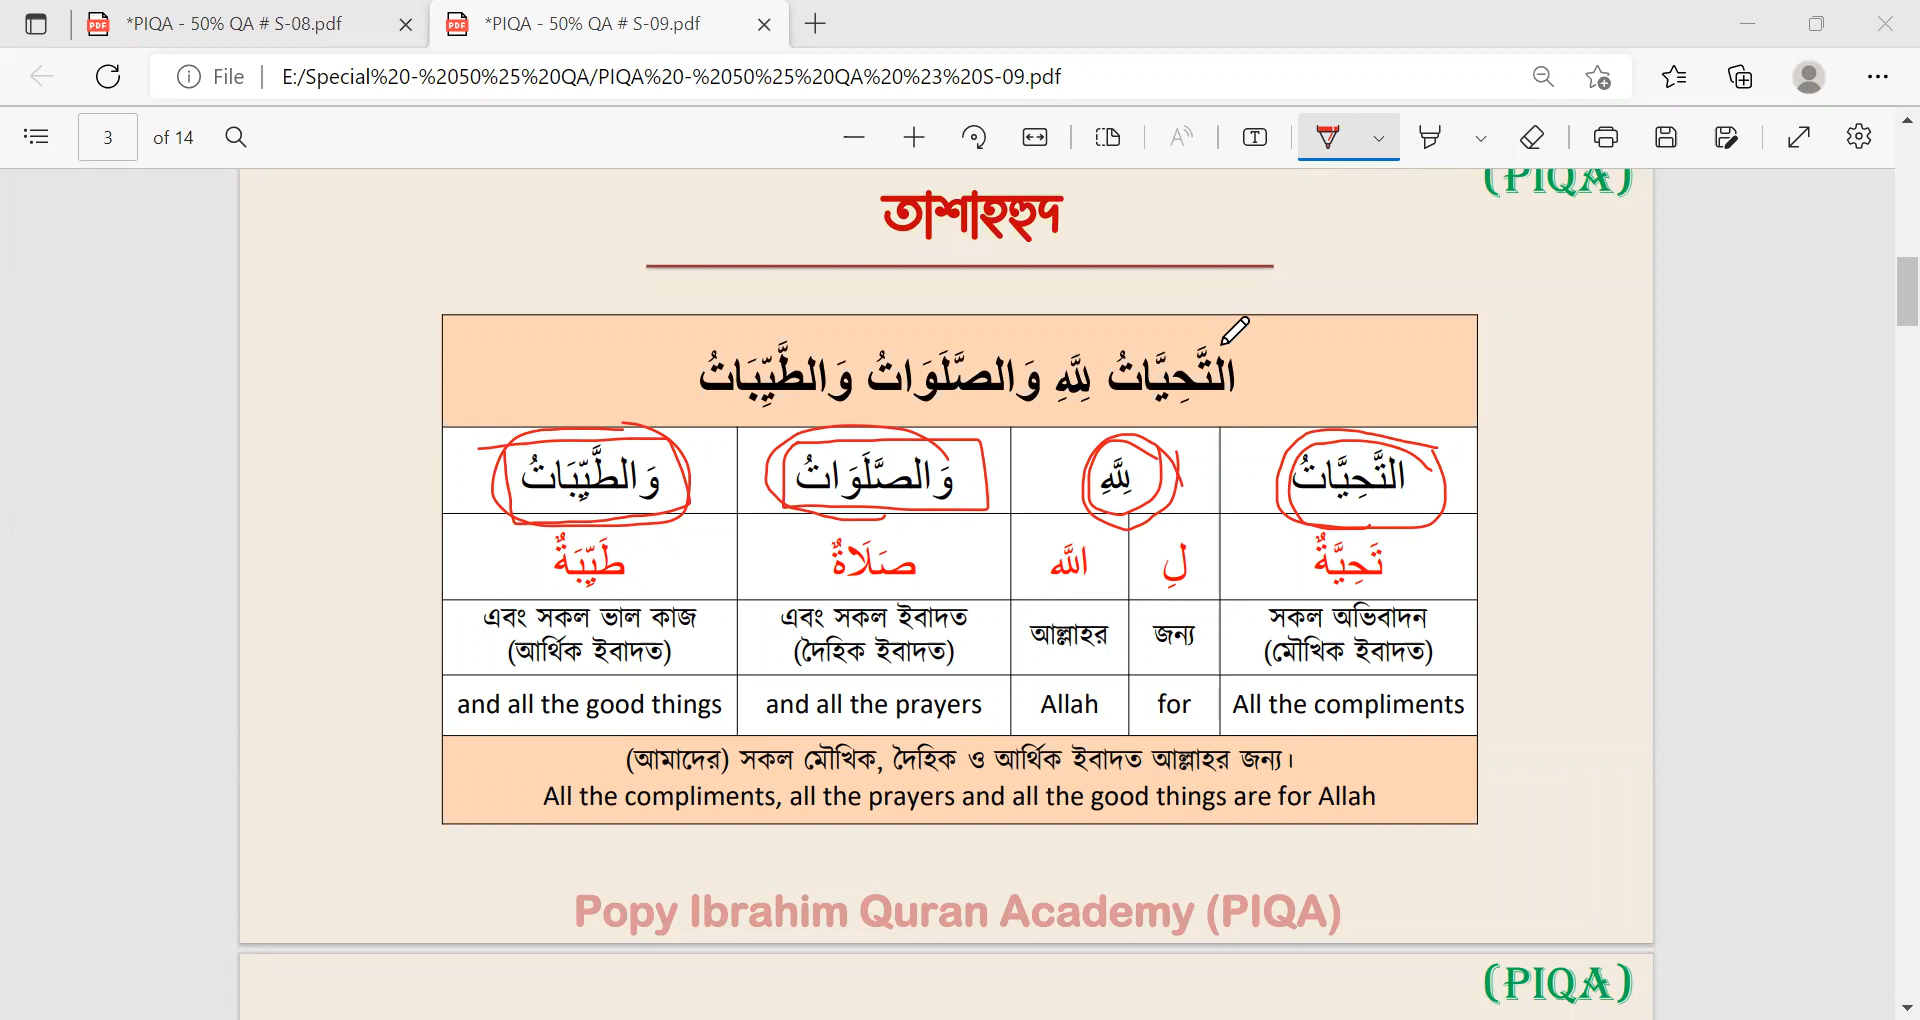 *PIQA - 50% QA # S-08.pdf
*PIQA - 50% QA # S-09.pdf
File
E:/Special%20-%2050%25%20QA/PIQA%20-%2050%25%20QA%20%23%20S-09.pdf
3 of 14
(PIQA)
তাশাহহুদ
التَّحِيَّاتُ لِلَّهِ وَالصَّلَوَاتُ وَالطَّيِّبَاتُ
التَّحِيَّاتُ لِلَّهِ وَالصَّلَوَاتُ وَالطَّيِّبَاتُ
تَحِيَّةٌ لِ اللَّه صَلَاةٌ طَيِّبَةٌ
এবং সকল ভাল কাজ (আর্থিক ইবাদত)
এবং সকল ইবাদত (দৈহিক ইবাদত)
আল্লাহর
জন্য
সকল অভিবাদন (মৌখিক ইবাদত)
and all the good things
and all the prayers
Allah
for
All the compliments
(আমাদের) সকল মৌখিক, দৈহিক ও আর্থিক ইবাদত আল্লাহর জন্য।
All the compliments, all the prayers and all the good things are for Allah
Popy Ibrahim Quran Academy (PIQA)
(PIQA)